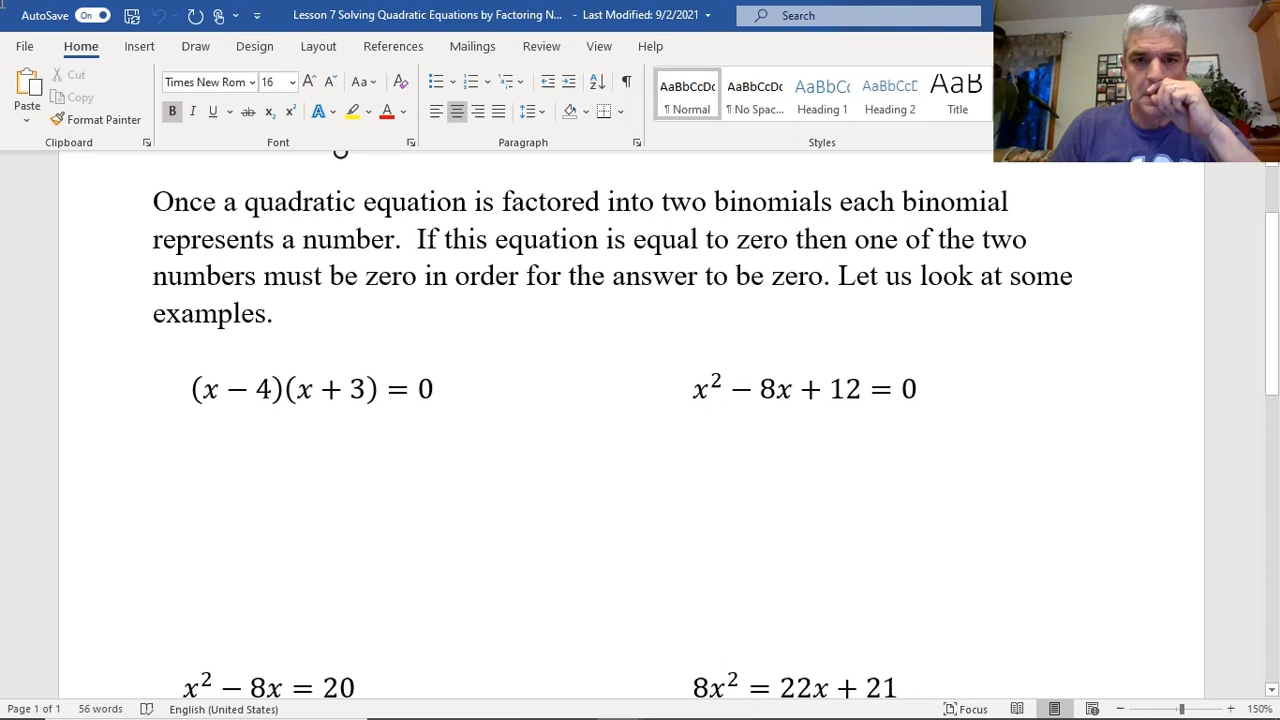 AutoSave On Lesson 7 Solving Quadratic Equations by Factoring N... - Last Modified: 9/2/2021 Search
File Home Insert Draw Design Layout References Mailings Review View Help
Paste
Cut
Copy
Format Painter
Times New Rom 16
B I U ab x₂ x² A A
AaBbCcDc AaBbCcDc AaBbC AaBbCcD AaB
¶ Normal ¶ No Spac... Heading 1 Heading 2 Title
Clipboard Font Paragraph Styles
Once a quadratic equation is factored into two binomials each binomial
represents a number. If this equation is equal to zero then one of the two
numbers must be zero in order for the answer to be zero. Let us look at some
examples.
(x − 4)(x + 3) = 0 x² − 8x + 12 = 0
x² − 8x = 20 8x² = 22x + 21
Page 1 of 1 56 words English (United States) Focus 150%